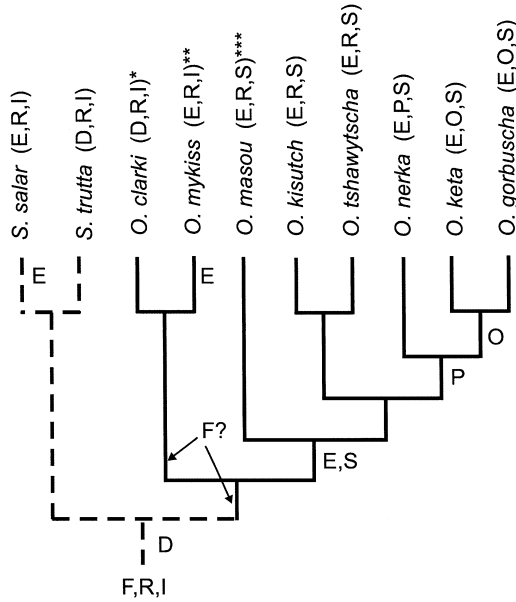 S. salar (E,R,I)
S. trutta (D,R,I)
O. clarki (D,R,I)*
O. mykiss (E,R,I)**
O. masou (E,R,S)***
O. kisutch (E,R,S)
O. tshawytscha (E,R,S)
O. nerka (E,P,S)
O. keta (E,O,S)
O. gorbuscha (E,O,S)
E
E
O
P
F?
E,S
D
F,R,I